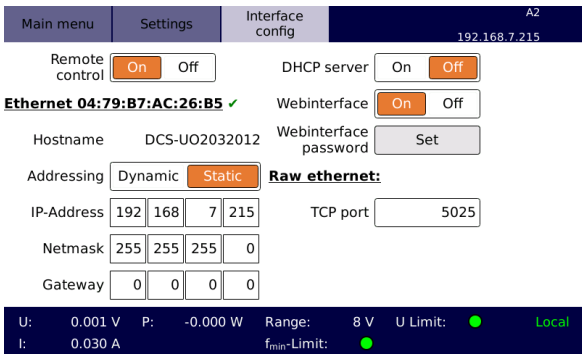 Main menu Settings Interface config A2
192.168.7.215
Remote control On Off DHCP server On Off
Ethernet 04:79:B7:AC:26:B5 ✓ Webinterface On Off
Hostname DCS-UO2032012 Webinterface password Set
Addressing Dynamic Static Raw ethernet:
IP-Address 192 168 7 215 TCP port 5025
Netmask 255 255 255 0
Gateway 0 0 0 0
U: 0.001 V P: -0.000 W Range: 8 V U Limit: Local
I: 0.030 A fmin-Limit: